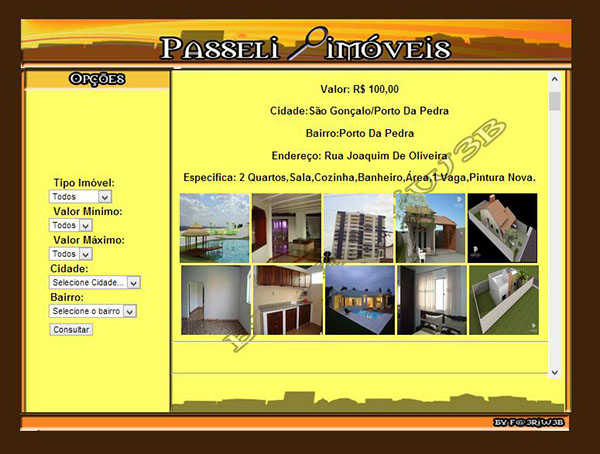 Passeli imóveis
Opções
Tipo Imóvel:
Todos
Valor Mínimo:
Todos
Valor Máximo:
Todos
Cidade:
Selecione Cidade...
Bairro:
Selecione o bairro
Consultar
Valor: R$ 100,00
Cidade:São Gonçalo/Porto Da Pedra
Bairro:Porto Da Pedra
Endereço: Rua Joaquim De Oliveira
Especifica: 2 Quartos,Sala,Cozinha,Banheiro,Área,1 Vaga,Pintura Nova.
By F@3RjW3B